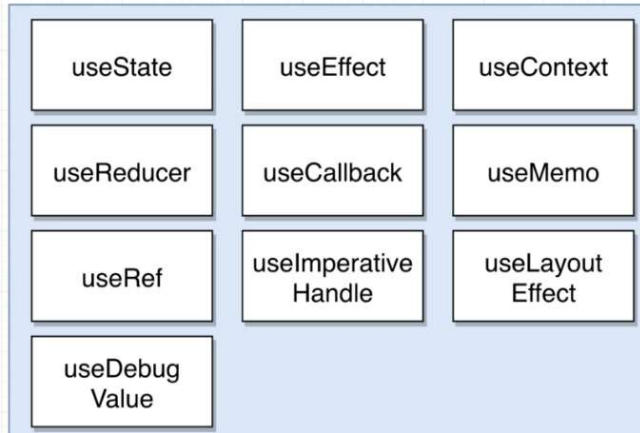 useState
useEffect
useContext
useReducer
useCallback
useMemo
useRef
useImperative
Handle
useLayout
Effect
useDebug
Value